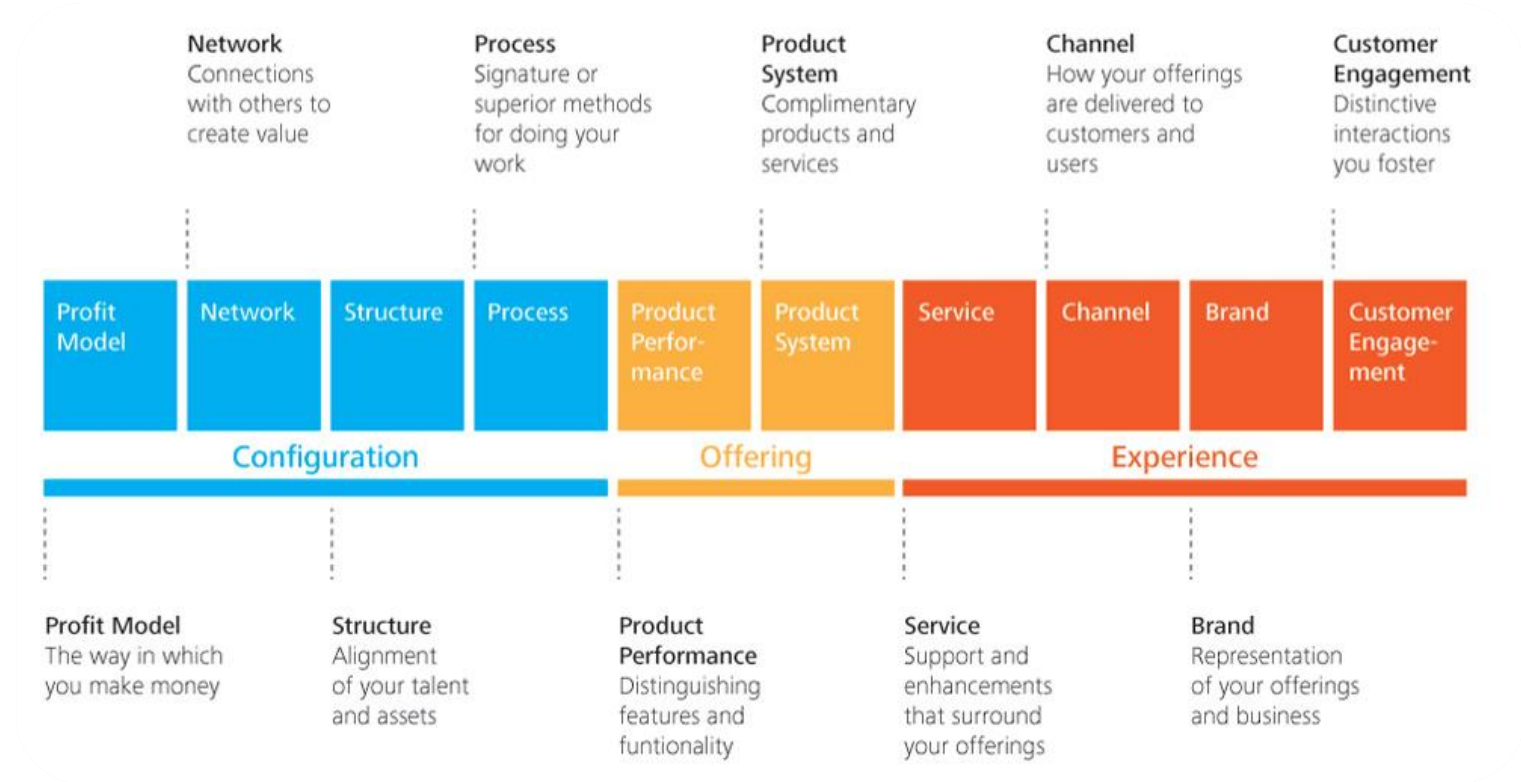 Network
Connections
with others to
create value
Process
Signature or
superior methods
for doing your
work
Product
System
Complimentary
products and
services
Channel
How your offerings
are delivered to
customers and
users
Customer
Engagement
Distinctive
interactions
you foster
Profit
Model
Network
Structure
Process
Product
Perfor-
mance
Product
System
Service
Channel
Brand
Customer
Engage-
ment
Configuration
Offering
Experience
Profit Model
The way in which
you make money
Structure
Alignment
of your talent
and assets
Product
Performance
Distinguishing
features and
funtionality
Service
Support and
enhancements
that surround
your offerings
Brand
Representation
of your offerings
and business